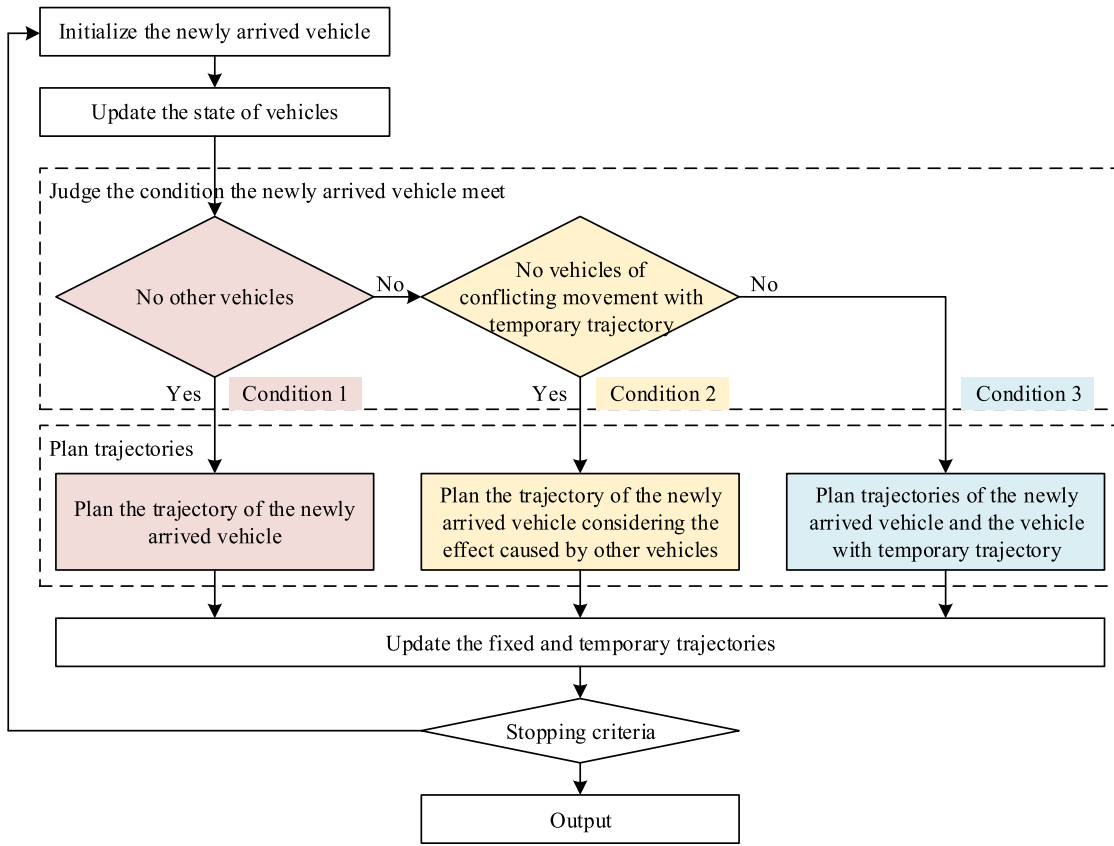 Initialize the newly arrived vehicle
Update the state of vehicles
Judge the condition the newly arrived vehicle meet
No other vehicles
No
No vehicles of
conflicting movement with
temporary trajectory
No
Yes
Condition 1
Yes
Condition 2
Condition 3
Plan trajectories
Plan the trajectory of the newly
arrived vehicle
Plan the trajectory of the newly
arrived vehicle considering the
effect caused by other vehicles
Plan trajectories of the newly
arrived vehicle and the vehicle
with temporary trajectory
Update the fixed and temporary trajectories
Stopping criteria
Output